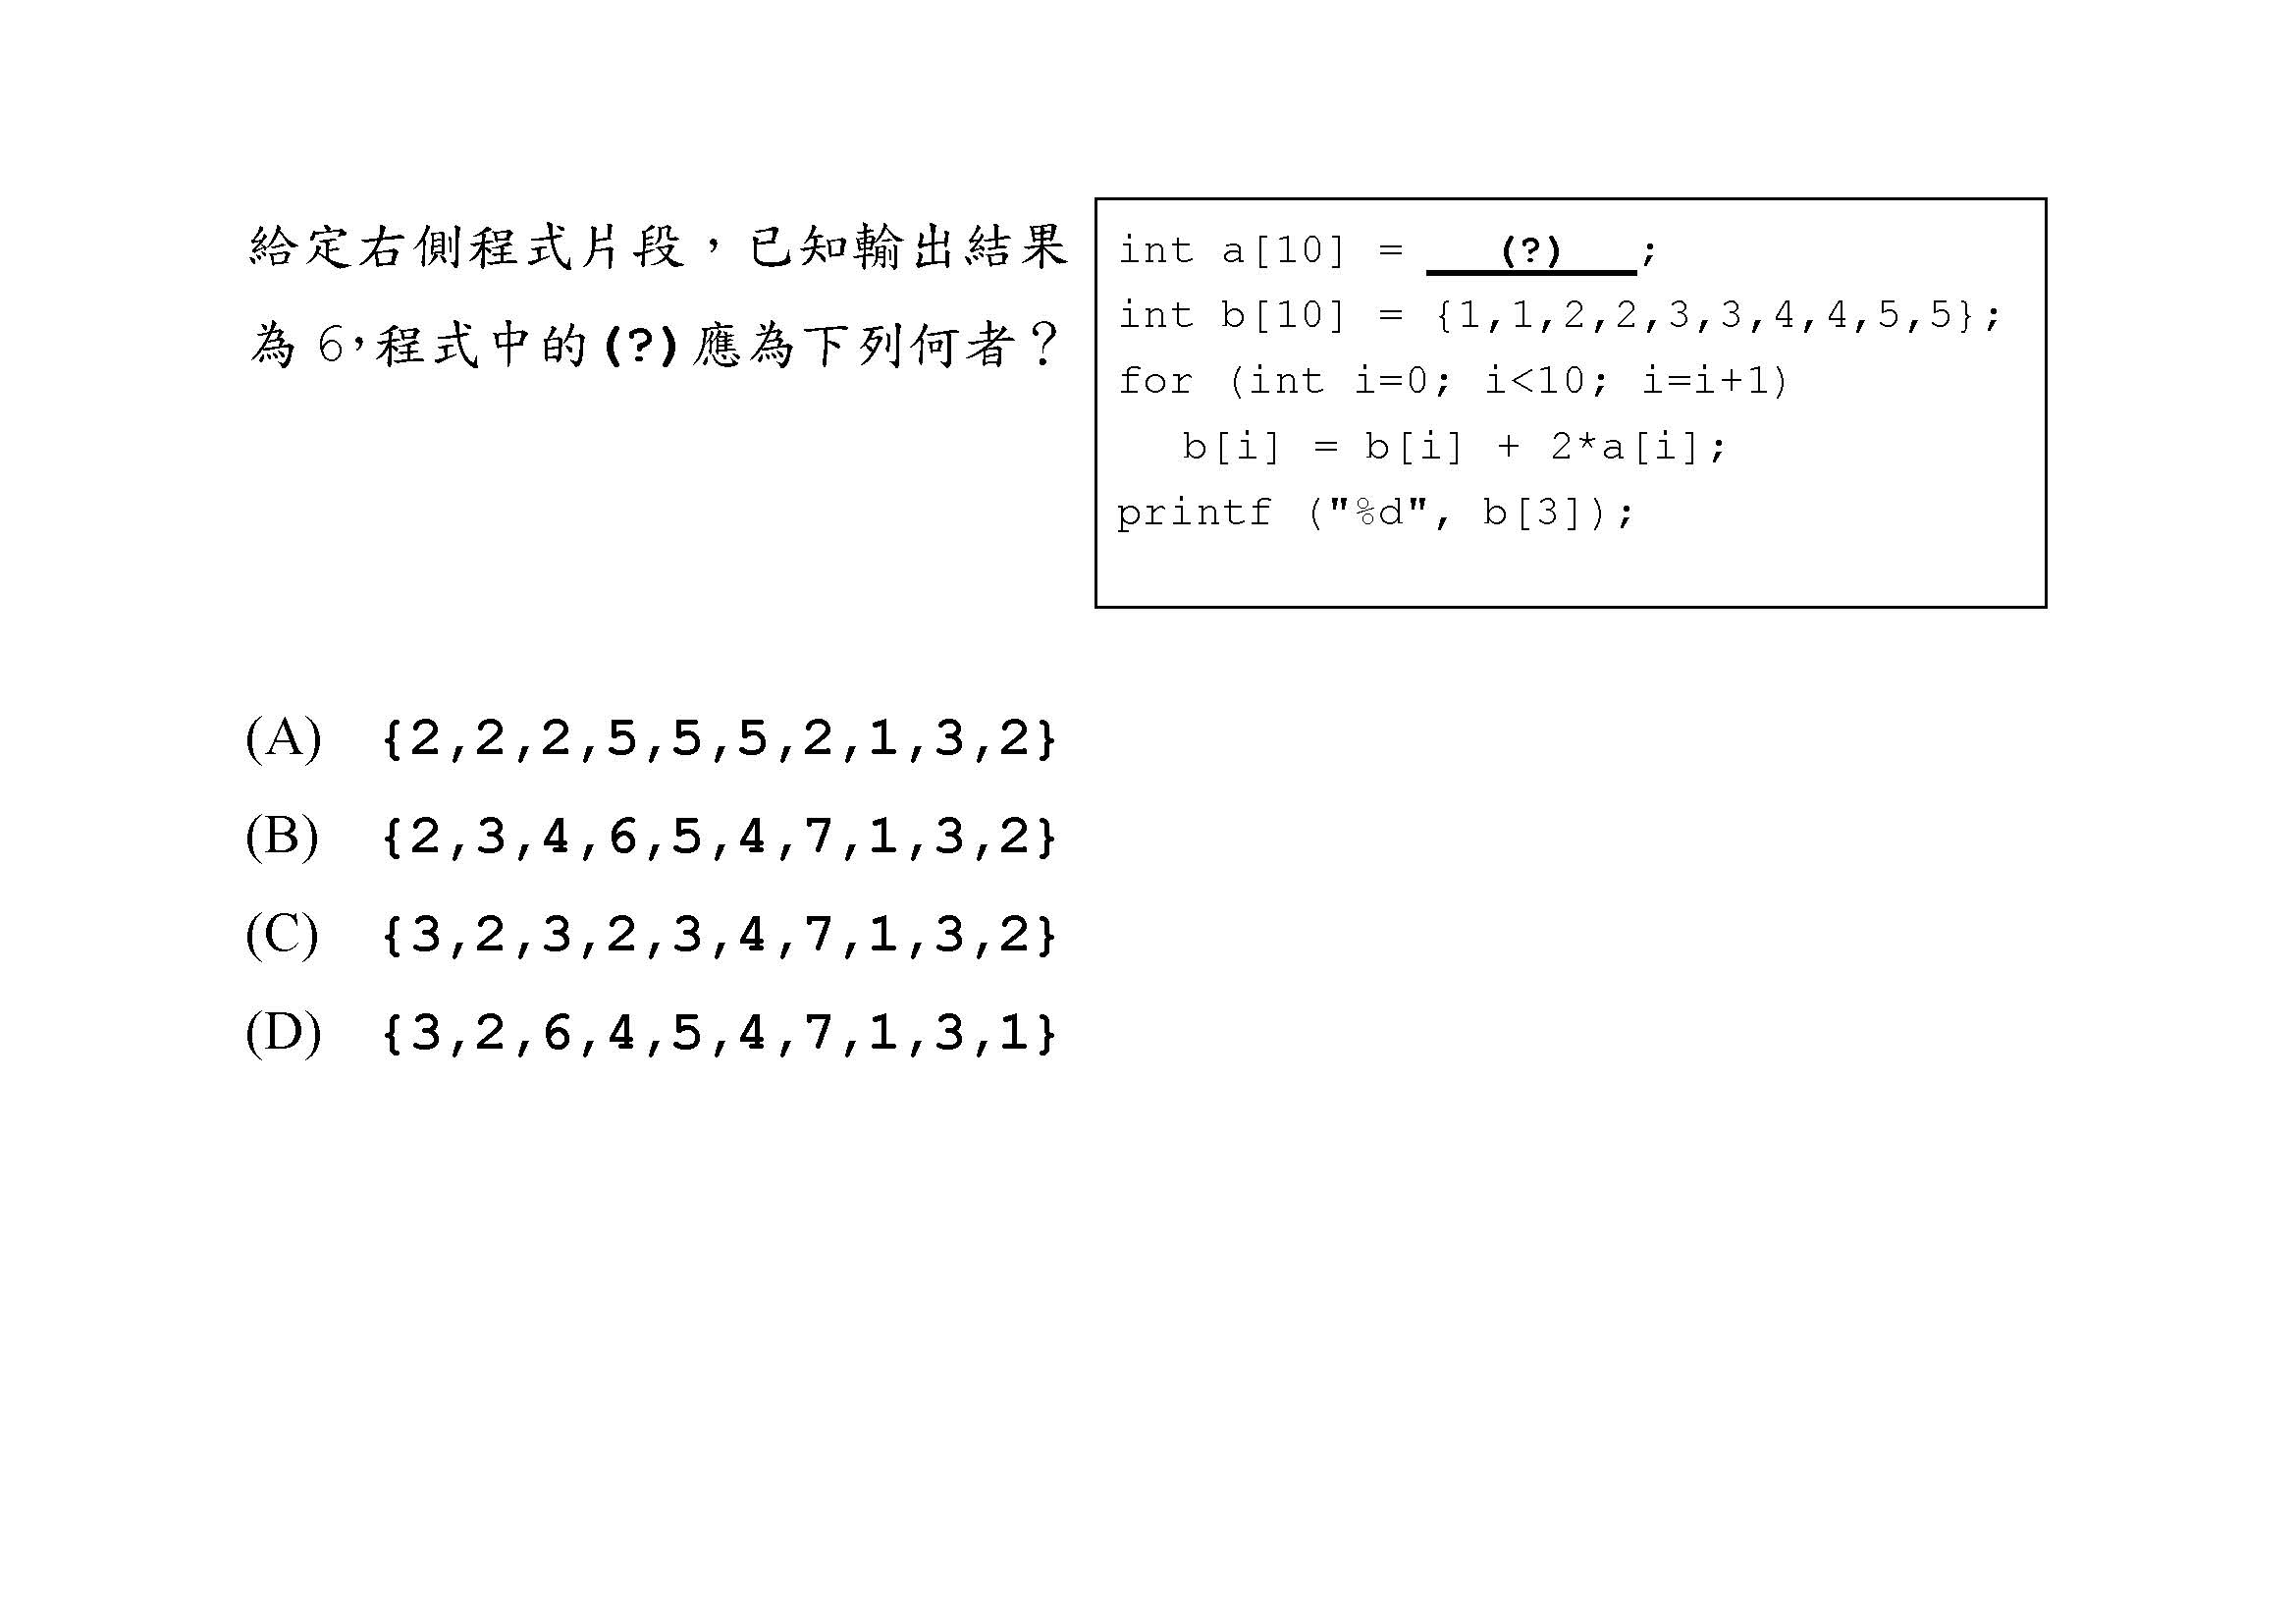 給定右側程式片段，已知輸出結果
為 6，程式中的(?)應為下列何者？
int a[10] = (?);
int b[10] = {1,1,2,2,3,3,4,4,5,5};
for (int i=0; i<10; i=i+1)
b[i] = b[i] + 2*a[i];
printf ("%d", b[3]);
(A) {2,2,2,5,5,5,2,1,3,2}
(B) {2,3,4,6,5,4,7,1,3,2}
(C) {3,2,3,2,3,4,7,1,3,2}
(D) {3,2,6,4,5,4,7,1,3,1}